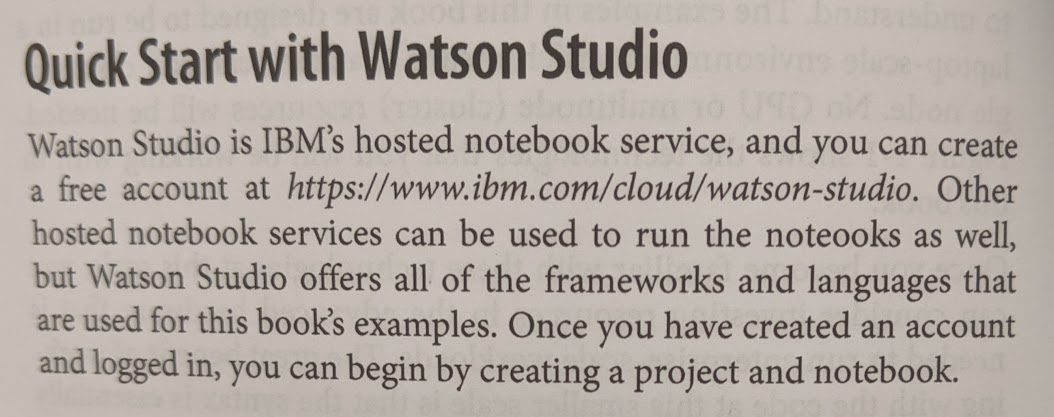 Quick Start with Watson Studio
Watson Studio is IBM’s hosted notebook service, and you can create
a free account at https://www.ibm.com/cloud/watson-studio. Other
hosted notebook services can be used to run the noteooks as well,
but Watson Studio offers all of the frameworks and languages that
are used for this book’s examples. Once you have created an account
and logged in, you can begin by creating a project and notebook.